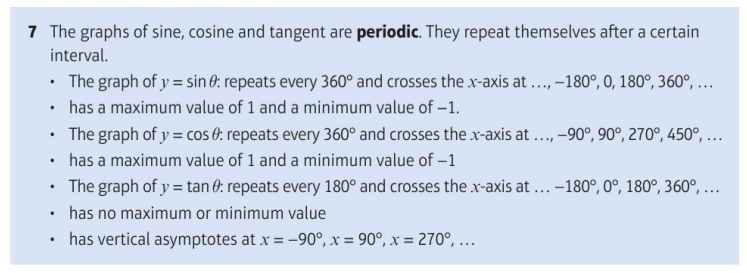 7 The graphs of sine, cosine and tangent are periodic. They repeat themselves after a certain
interval.
• The graph of y = sin θ: repeats every 360° and crosses the x-axis at …, −180°, 0, 180°, 360°, …
• has a maximum value of 1 and a minimum value of −1.
• The graph of y = cos θ: repeats every 360° and crosses the x-axis at …, −90°, 90°, 270°, 450°, …
• has a maximum value of 1 and a minimum value of −1
• The graph of y = tan θ: repeats every 180° and crosses the x-axis at … −180°, 0°, 180°, 360°, …
• has no maximum or minimum value
• has vertical asymptotes at x = −90°, x = 90°, x = 270°, …